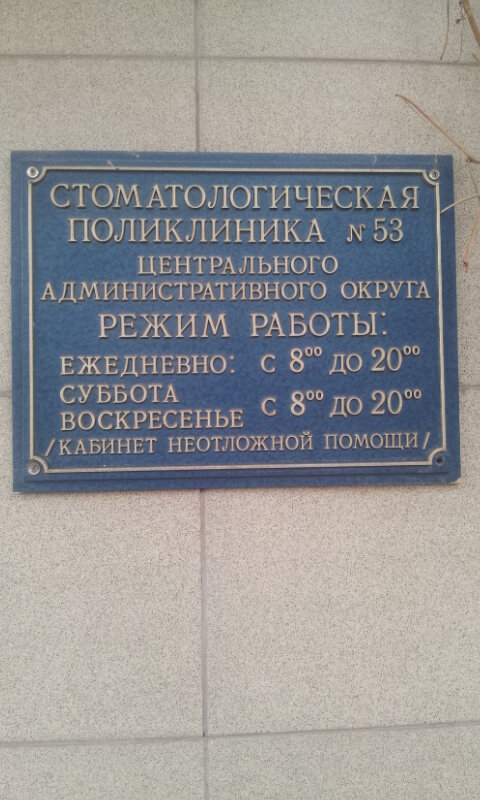 СТОМАТОЛОГИЧЕСКАЯ
ПОЛИКЛИНИКА № 53
ЦЕНТРАЛЬНОГО
АДМИНИСТРАТИВНОГО ОКРУГА
РЕЖИМ РАБОТЫ:
ЕЖЕДНЕВНО: С 8⁰⁰ ДО 20⁰⁰
СУББОТА
ВОСКРЕСЕНЬЕ С 8⁰⁰ ДО 20⁰⁰
/КАБИНЕТ НЕОТЛОЖНОЙ ПОМОЩИ/